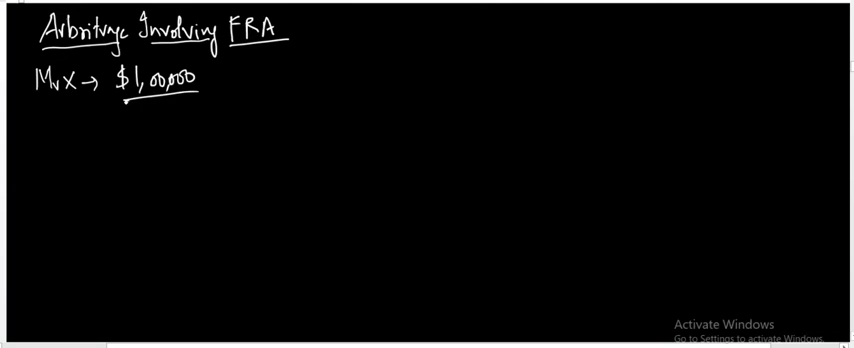 Arbitrage Involving FRA
Mr X → $1,00,000
Activate Windows
Go to Settings to activate Windows.